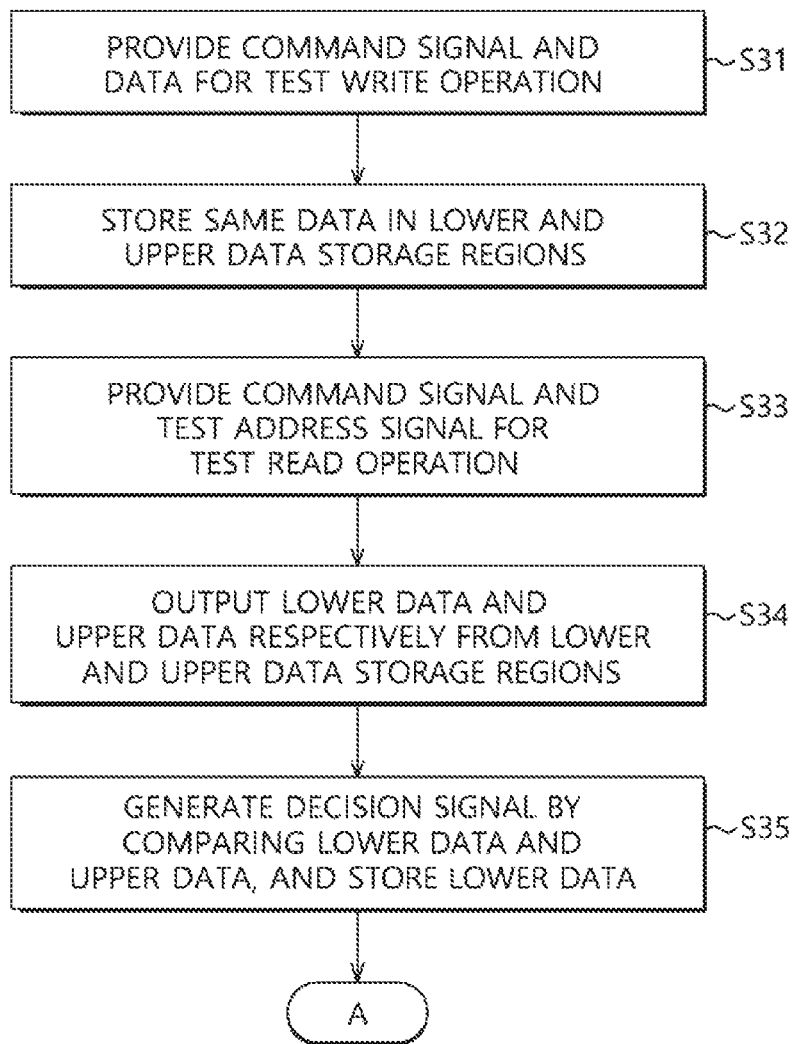 PROVIDE COMMAND SIGNAL AND
DATA FOR TEST WRITE OPERATION
S31
STORE SAME DATA IN LOWER AND
UPPER DATA STORAGE REGIONS
S32
PROVIDE COMMAND SIGNAL AND
TEST ADDRESS SIGNAL FOR
TEST READ OPERATION
S33
OUTPUT LOWER DATA AND
UPPER DATA RESPECTIVELY FROM LOWER
AND UPPER DATA STORAGE REGIONS
S34
GENERATE DECISION SIGNAL BY
COMPARING LOWER DATA AND
UPPER DATA, AND STORE LOWER DATA
S35
A